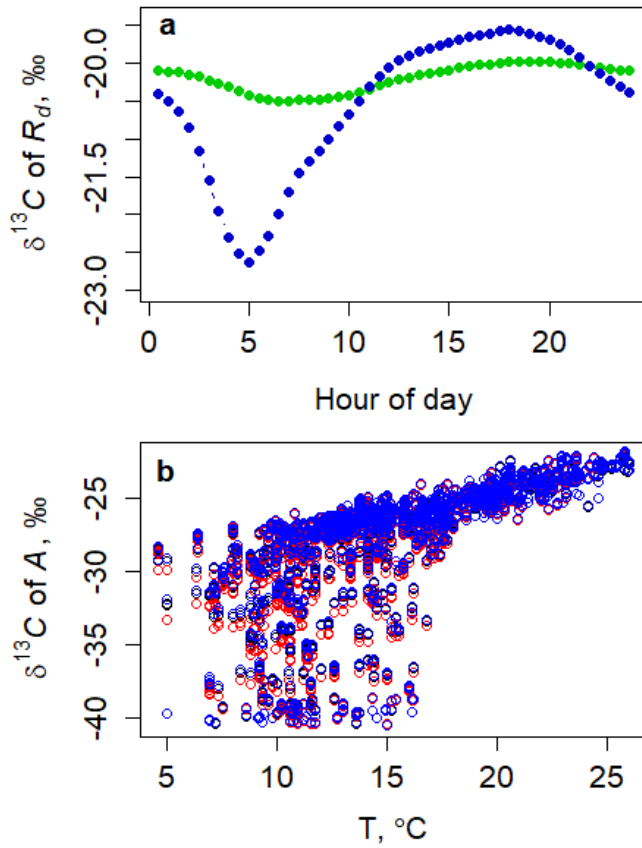 a
δ¹³C of R_d, ‰
-20.0
-21.5
-23.0
0 5 10 15 20
Hour of day
b
δ¹³C of A, ‰
-25
-30
-35
-40
5 10 15 20 25
T, °C